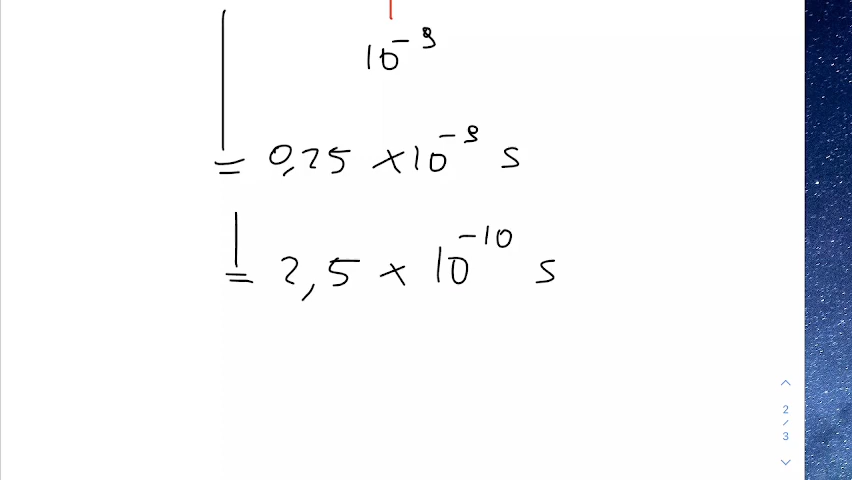 10⁻⁹
= 0,25 × 10⁻⁹ s
= 2,5 × 10⁻¹⁰ s
2
/
3